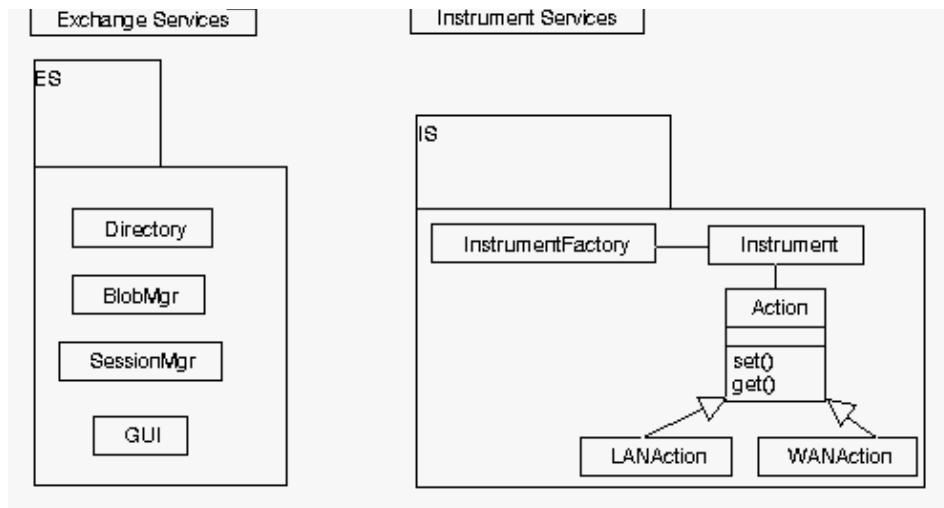 Exchange Services
Instrument Services
ES
Directory
BlobMgr
SessionMgr
GUI
IS
InstrumentFactory
Instrument
Action
set()
get()
LANAction
WANAction